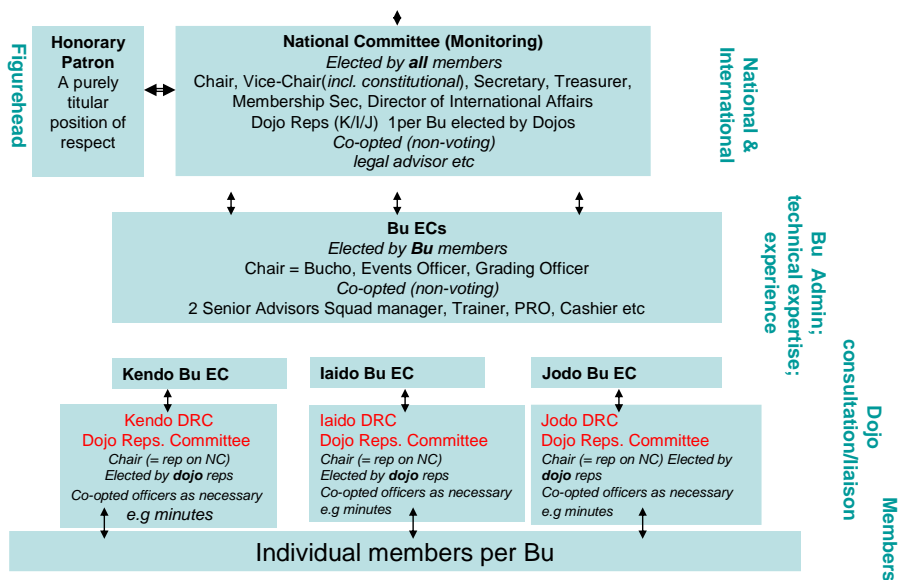 Figurehead
Honorary
Patron
A purely
titular
position of
respect
National Committee (Monitoring)
Elected by all members
Chair, Vice-Chair(incl. constitutional), Secretary, Treasurer,
Membership Sec, Director of International Affairs
Dojo Reps (K/I/J) 1per Bu elected by Dojos
Co-opted (non-voting)
legal advisor etc
National &
International
Bu ECs
Elected by Bu members
Chair = Bucho, Events Officer, Grading Officer
Co-opted (non-voting)
2 Senior Advisors Squad manager, Trainer, PRO, Cashier etc
Bu Admin;
technical expertise;
experience
Kendo Bu EC
Iaido Bu EC
Jodo Bu EC
Kendo DRC
Dojo Reps. Committee
Chair (= rep on NC)
Elected by dojo reps
Co-opted officers as necessary
e.g minutes
Iaido DRC
Dojo Reps. Committee
Chair (= rep on NC)
Elected by dojo reps
Co-opted officers as necessary
e.g minutes
Jodo DRC
Dojo Reps. Committee
Chair (= rep on NC) Elected by
dojo reps
Co-opted officers as necessary
e.g minutes
Dojo
consultation/liaison
Individual members per Bu
Members